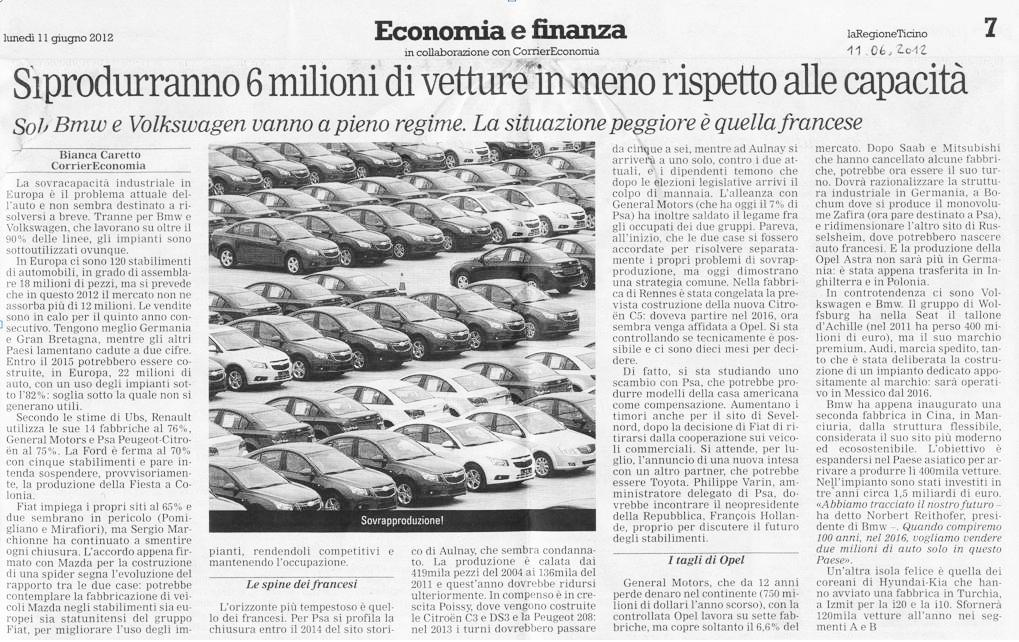 lunedì 11 giugno 2012
Economia e finanza
in collaborazione con CorrierEconomia
laRegioneTicino
7
11.06.2012
Si produrranno 6 milioni di vetture in meno rispetto alle capacità
Solo Bmw e Volkswagen vanno a pieno regime. La situazione peggiore è quella francese
Bianca Caretto
CorrierEconomia
La sovracapacità industriale in
Europa è il problema attuale del-
l'auto e non sembra destinato a ri-
solversi a breve. Tranne per Bmw e
Volkswagen, che lavorano su oltre il
90% delle linee, gli impianti sono
sottoutilizzati ovunque.
In Europa ci sono 120 stabilimenti
di automobili, in grado di assembla-
re 18 milioni di pezzi, ma si prevede
che in questo 2012 il mercato non ne
assorba più di 12 milioni. Le vendite
sono in calo per il quinto anno con-
secutivo. Tengono meglio Germania
e Gran Bretagna, mentre gli altri
Paesi lamentano cadute a due cifre.
Entro il 2015 potrebbero essere co-
struite, in Europa, 22 milioni di
auto, con un uso degli impianti sot-
to l'82%: soglia sotto la quale non si
generano utili.
Secondo le stime di Ubs, Renault
utilizza le sue 14 fabbriche al 76%,
General Motors e Psa Peugeot-Citro-
ën al 75%. La Ford è ferma al 70%
con cinque stabilimenti e pare in-
tenda sospendere, provvisoriamen-
te, la produzione della Fiesta a Co-
lonia.
Fiat impiega i propri siti al 65% e
due sembrano in pericolo (Pomi-
gliano e Mirafiori), ma Sergio Mar-
chionne ha continuato a smentire
ogni chiusura. L'accordo appena fir-
mato con Mazda per la costruzione
di una spider segna l'evoluzione del
rapporto tra le due case: potrebbe
contemplare la fabbricazione di vei-
coli Mazda negli stabilimenti sia eu-
ropei sia statunitensi del gruppo
Fiat, per migliorare l'uso degli im-
Sovrapproduzione!
pianti, rendendoli competitivi e
mantenendo l'occupazione.
Le spine dei francesi
L'orizzonte più tempestoso è quel-
lo dei francesi. Per Psa si profila la
chiusura entro il 2014 del sito stori-
co di Aulnay, che sembra condanna-
to. La produzione è calata dai
419mila pezzi del 2004 ai 136mila del
2011 e quest'anno dovrebbe ridursi
ulteriormente. In compenso è in cre-
scita Poissy, dove vengono costruite
le Citroën C3 e DS3 e la Peugeot 208:
nel 2013 i turni dovrebbero passare
da cinque a sei, mentre ad Aulnay si
arriverà a uno solo, contro i due at-
tuali, e i dipendenti temono che
dopo le elezioni legislative arrivi il
colpo di mannaia. L'alleanza con
General Motors (che ha oggi il 7% di
Psa) ha inoltre saldato il legame fra
gli occupati dei due gruppi. Pareva,
all'inizio, che le due case si fossero
accordate per risolvere separata-
mente i propri problemi di sovrap-
produzione, ma oggi dimostrano
una strategia comune. Nella fabbri-
ca di Rennes è stata congelata la pre-
vista costruzione della nuova Citro-
ën C5: doveva partire nel 2016, ora
sembra venga affidata a Opel. Si sta
controllando se tecnicamente è pos-
sibile e ci sono dieci mesi per deci-
dere.
Di fatto, si sta studiando uno
scambio con Psa, che potrebbe pro-
durre modelli della casa americana
come compensazione. Aumentano i
timori anche per il sito di Sevel-
nord, dopo la decisione di Fiat di ri-
tirarsi dalla cooperazione sui veico-
li commerciali. Si attende, per lu-
glio, l'annuncio di una nuova intesa
con un altro partner, che potrebbe
essere Toyota. Philippe Varin, am-
ministratore delegato di Psa, do-
vrebbe incontrare il neopresidente
della Repubblica, François Hollan-
de, proprio per discutere il futuro
degli stabilimenti.
I tagli di Opel
General Motors, che da 12 anni
perde denaro nel continente (750 mi-
lioni di dollari l'anno scorso), con la
controllata Opel lavora su sette fab-
briche, ma copre soltanto il 6,6% del
mercato. Dopo Saab e Mitsubishi
che hanno cancellato alcune fabbri-
che, potrebbe ora essere il suo tur-
no. Dovrà razionalizzare la struttu-
ra industriale in Germania, a Bo-
chum dove si produce il monovolu-
me Zafira (ora pare destinato a Psa),
e ridimensionare l'altro sito di Rus-
selsheim, dove potrebbero nascere
auto francesi. E la produzione della
Opel Astra non sarà più in Germa-
nia: è stata appena trasferita in In-
ghilterra e in Polonia.
In controtendenza ci sono Vol-
kswagen e Bmw. Il gruppo di Wol-
fsburg ha nella Seat il tallone
d'Achille (nel 2011 ha perso 400 mi-
lioni di euro), ma il suo marchio
premium, Audi, marcia spedito, tan-
to che è stata deliberata la costruzio-
ne di un impianto dedicato apposi-
tamente al marchio: sarà operati-
vo in Messico dal 2016.
Bmw ha appena inaugurato una
seconda fabbrica in Cina, in Man-
ciuria, dalla struttura flessibile,
considerata il suo sito più moderno
ed ecosostenibile. L'obiettivo è
espandersi nel Paese asiatico per ar-
rivare a produrre lì 400mila vetture.
Nell'impianto sono stati investiti in
tre anni circa 1,5 miliardi di euro.
«Abbiamo tracciato il nostro futuro –
ha detto Norbert Reithofer, presi-
dente di Bmw –. Quando compiremo
100 anni, nel 2016, vogliamo vendere
due milioni di auto solo in questo
Paese».
Un'altra isola felice è quella dei
coreani di Hyundai-Kia che han-
no avviato una fabbrica in Turchia,
a Izmit per la i20 e la i10. Sfornerà
120mila vetture all'anno nei seg-
menti A e B